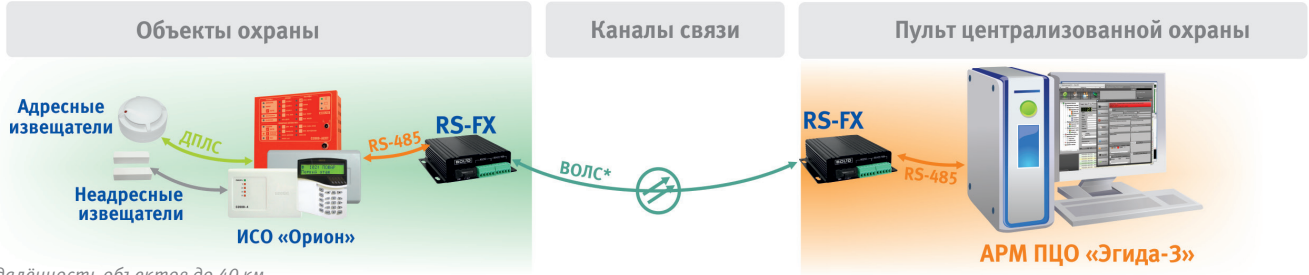 Объекты охраны
Каналы связи
Пульт централизованной охраны
Адресные
извещатели
ДПЛС
RS-485
RS-FX
Неадресные
извещатели
ИСО «Орион»
ВОЛС*
RS-FX
RS-485
АРМ ПЦО «Эгида-3»
объектов до 40 км